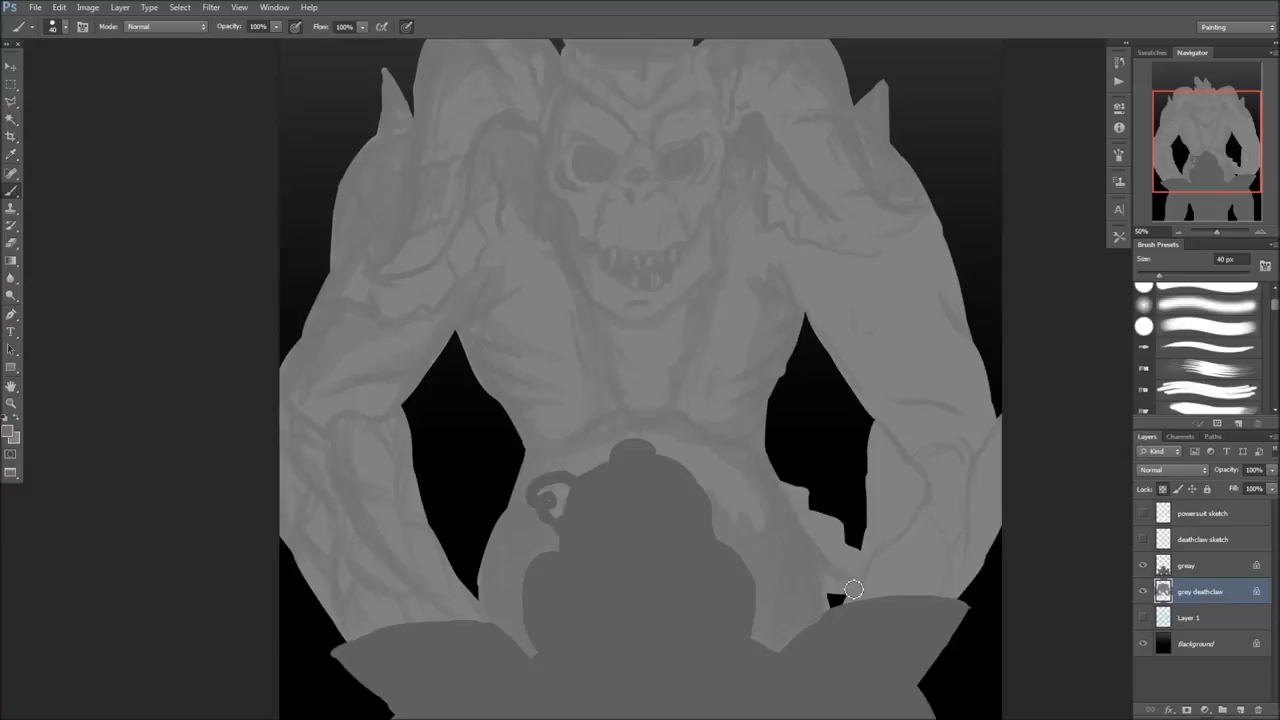 Ps File Edit Image Layer Type Select Filter View Window Help
40 Mode: Normal Opacity: 100% Flow: 100% Painting
Swatches Navigator
50%
Brush Presets
Size: 40 px
Layers Channels Paths
Kind
Normal Opacity: 100%
Lock: Fill: 100%
powersuit sketch
deathclaw sketch
greay
grey deathclaw
Layer 1
Background